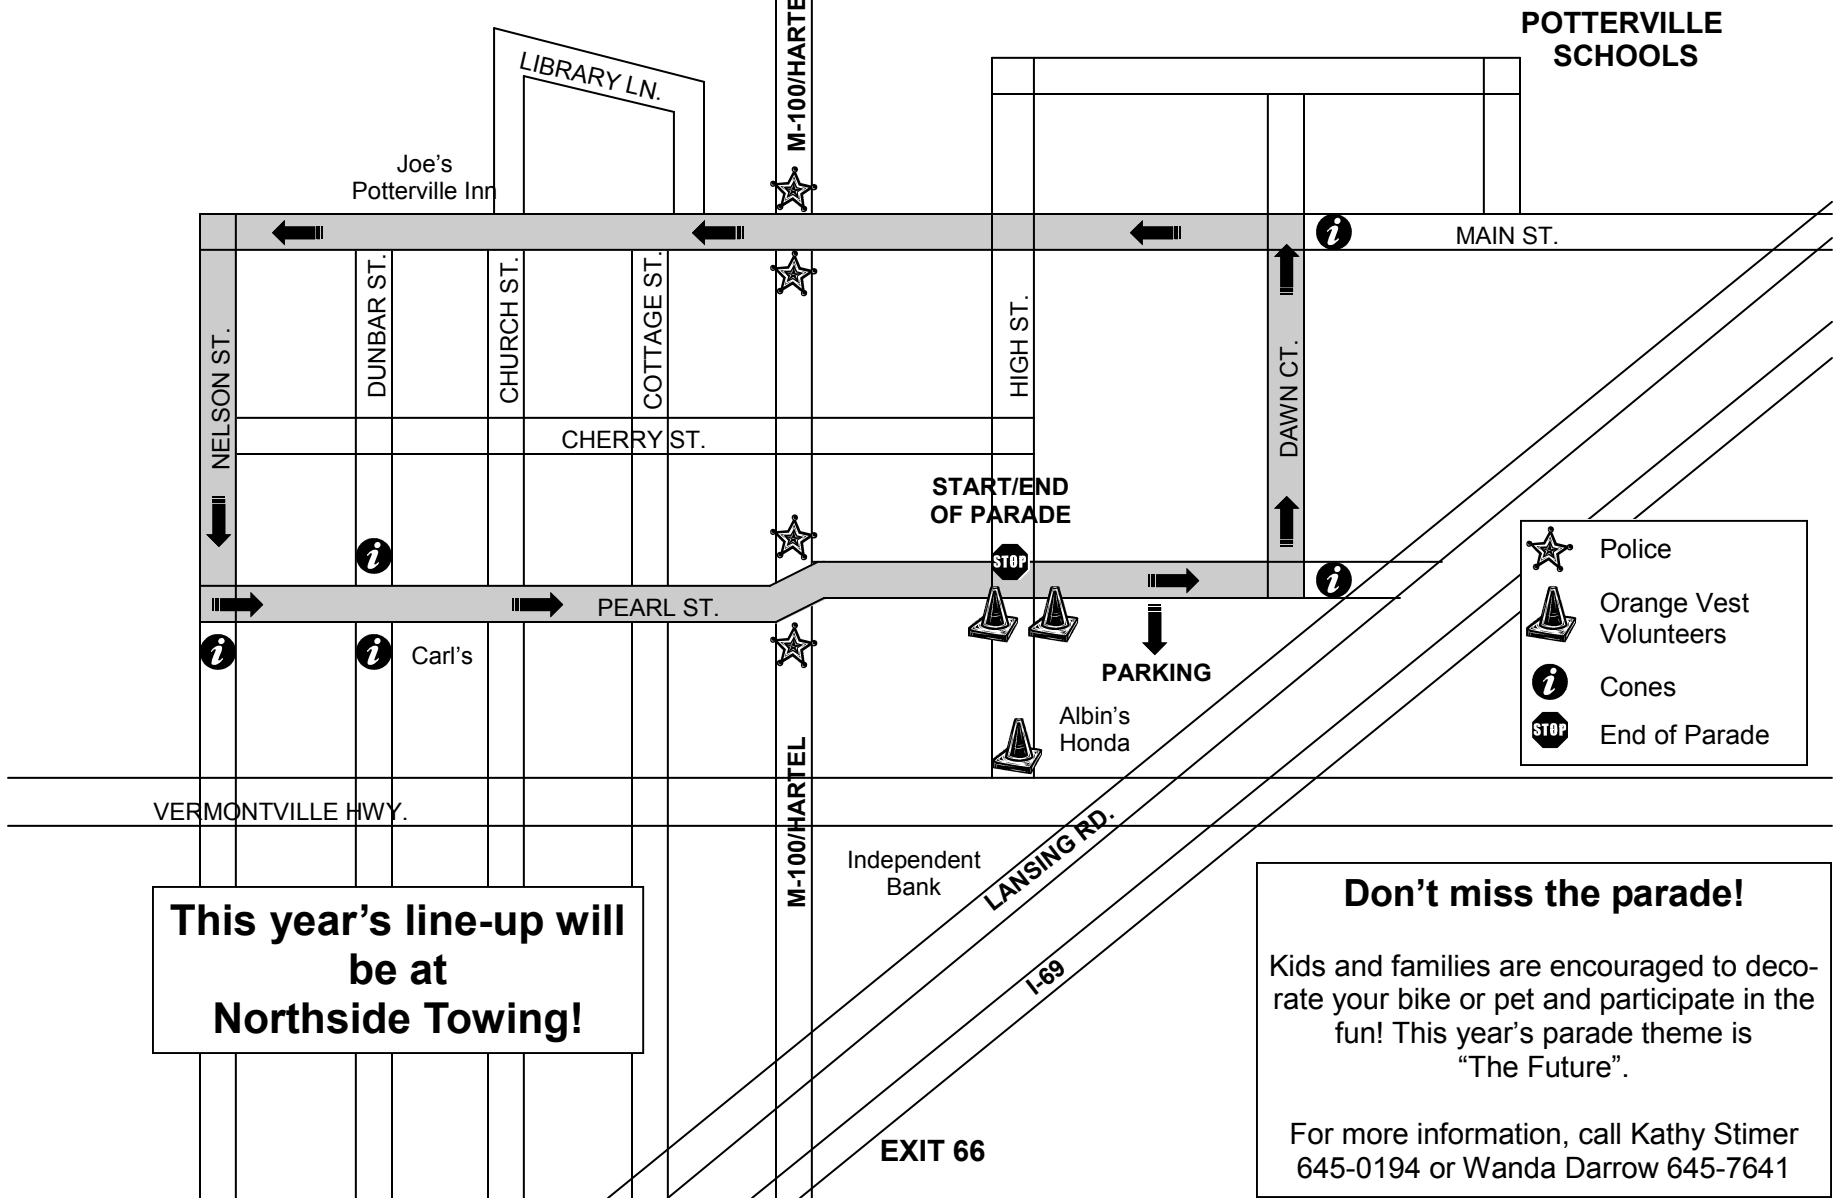 POTTERVILLE
SCHOOLS
M-100/HARTE
LIBRARY LN.
Joe’s
Potterville Inn
MAIN ST.
NELSON ST.
DUNBAR ST.
CHURCH ST.
COTTAGE ST.
HIGH ST.
DAWN CT.
CHERRY ST.
START/END
OF PARADE
STOP
PEARL ST.
i
i
i
i
i
Carl’s
PARKING
Albin’s
Honda
Police
Orange Vest
Volunteers
i
Cones
STOP
End of Parade
M-100/HARTEL
VERMONTVILLE HWY.
Independent
Bank
LANSING RD.
I-69
This year’s line-up will
be at
Northside Towing!
EXIT 66
Don’t miss the parade!
Kids and families are encouraged to deco-
rate your bike or pet and participate in the
fun! This year’s parade theme is
“The Future”.
For more information, call Kathy Stimer
645-0194 or Wanda Darrow 645-7641